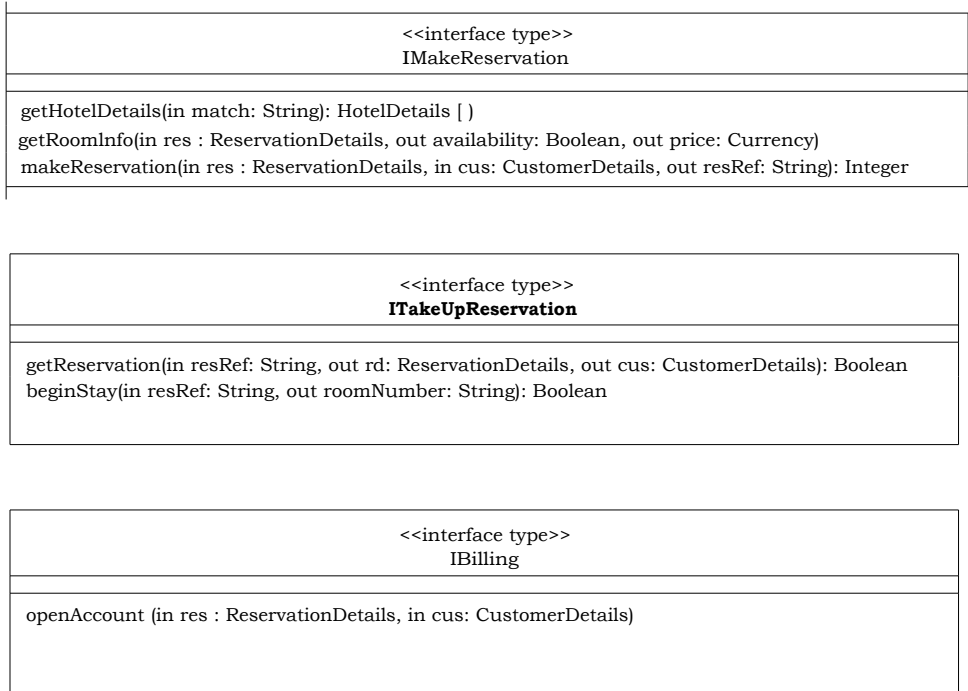 <<interface type>>
IMakeReservation
getHotelDetails(in match: String): HotelDetails [ )
getRoomInfo(in res : ReservationDetails, out availability: Boolean, out price: Currency)
makeReservation(in res : ReservationDetails, in cus: CustomerDetails, out resRef: String): Integer
<<interface type>>
ITakeUpReservation
getReservation(in resRef: String, out rd: ReservationDetails, out cus: CustomerDetails): Boolean
beginStay(in resRef: String, out roomNumber: String): Boolean
<<interface type>>
IBilling
openAccount (in res : ReservationDetails, in cus: CustomerDetails)